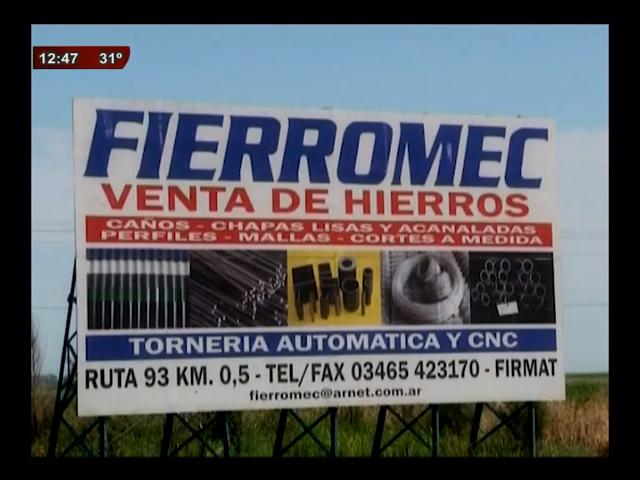 12:47 31º
FIERROMEC
VENTA DE HIERROS
CAÑOS - CHAPAS LISAS Y ACANALADAS
PERFILES - MALLAS - CORTES A MEDIDA
TORNERIA AUTOMATICA Y CNC
RUTA 93 KM. 0,5 - TEL/FAX 03465 423170 - FIRMAT
fierromec@arnet.com.ar